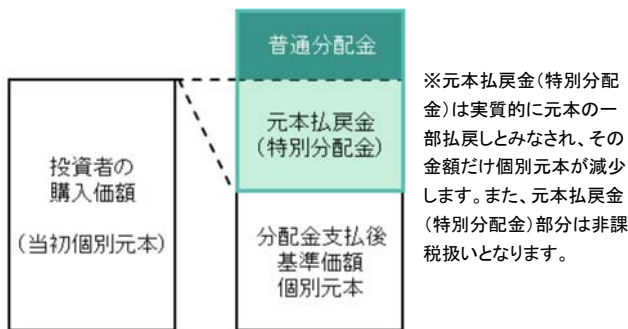 普通分配金
元本払戻金
(特別分配金)
投資者の
購入価額
(当初個別元本)
分配金支払後
基準価額
個別元本
※元本払戻金(特別分配
金)は実質的に元本の一
部払戻しとみなされ、その
金額だけ個別元本が減少
します。また、元本払戻金
(特別分配金)部分は非課
税扱いとなります。